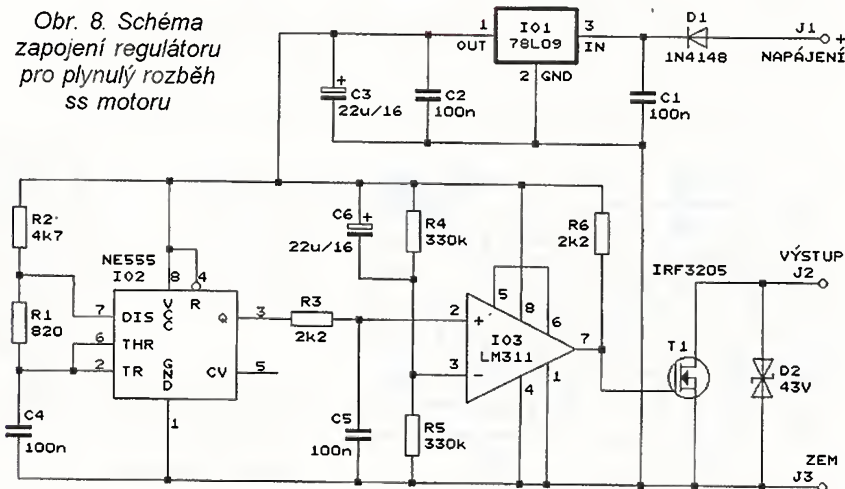 Obr. 8. Schéma
zapojení regulátoru
pro plynulý rozběh
ss motoru
1
OUT
IO1
78L09
3
IN
2
GND
D1
1N4148
J1
+
NAPÁJENÍ
C3
22u/16
C2
100n
C1
100n
R2
4k7
R1
820
C4
100n
NE555
IO2
8
4
7
DIS
VCC
R
Q
3
6
THR
2
TR
GND
CV
5
1
R3
2k2
C5
100n
C6
22u/16
R4
330k
R5
330k
2
+
3
-
5
8
6
IO3
LM311
7
4
1
R6
2k2
IRF3205
T1
D2
43V
VÝSTUP
J2
ZEM
J3